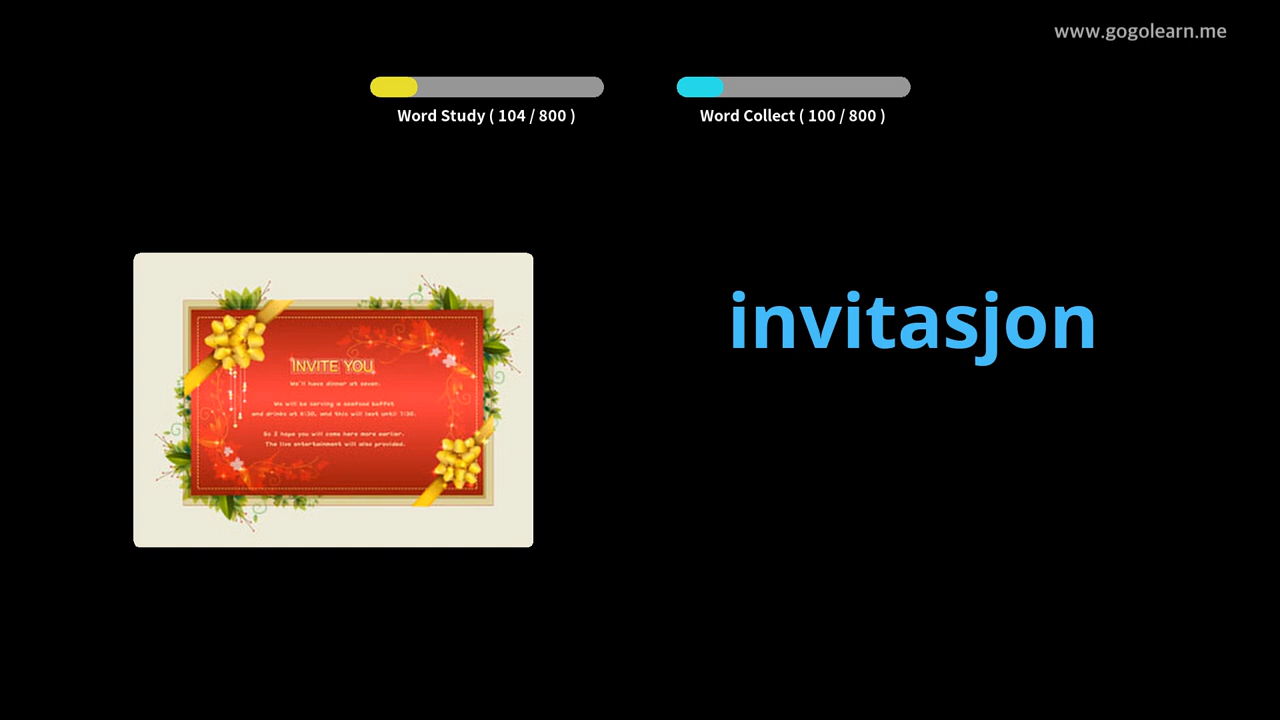 www.gogolearn.me
Word Study ( 104 / 800 )
Word Collect ( 100 / 800 )
invitasjon
INVITE YOU
We'll have dinner at seven.
We will be serving a seafood buffet
and drinks at 6:30, and this will last until 7:30.
So I hope you will come here more earlier.
The live entertainment will also provided.